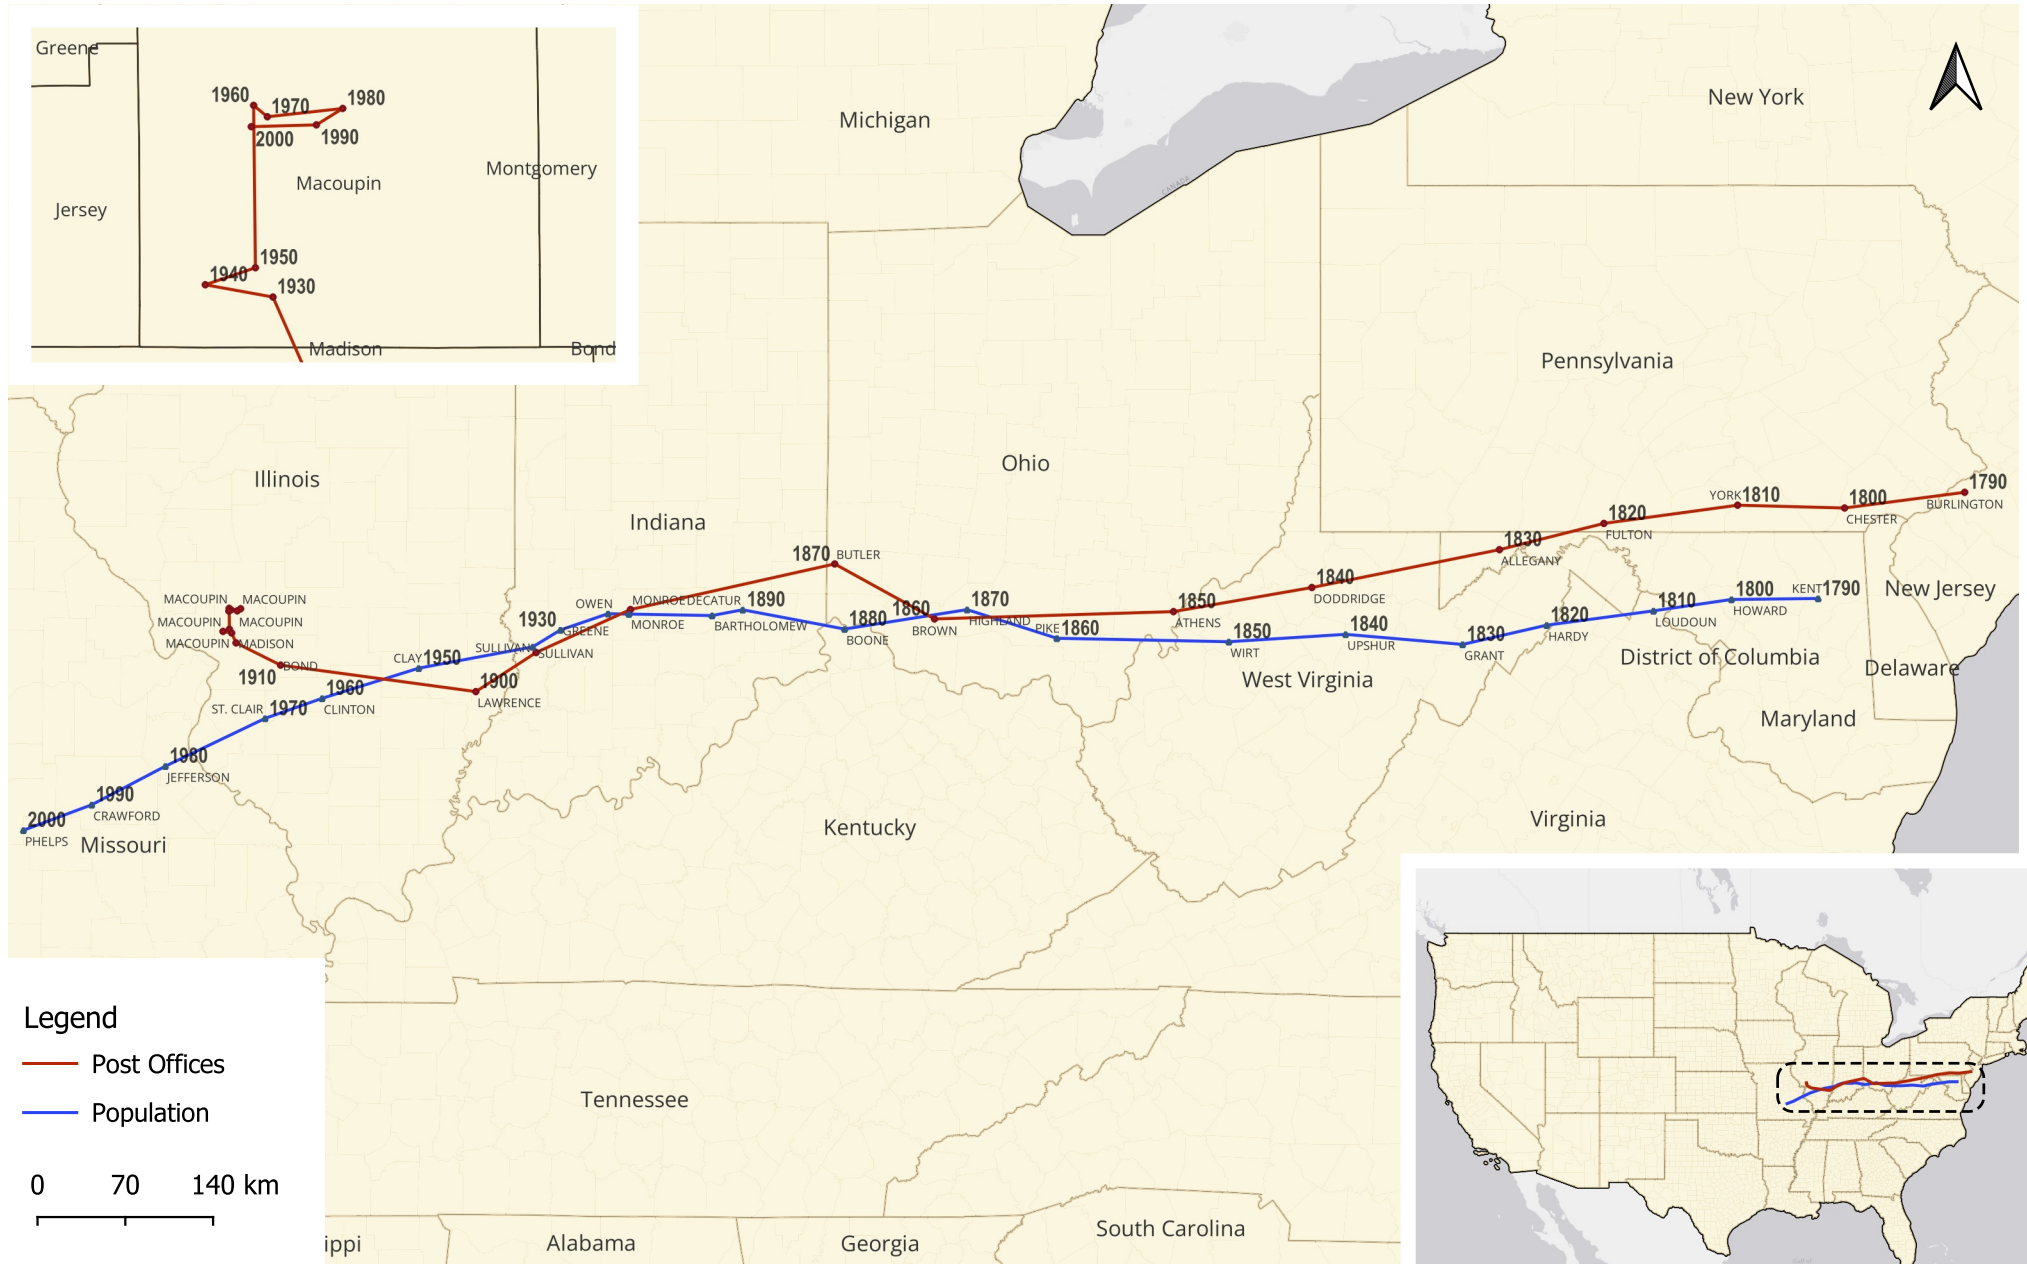 Greene
1960
1970
1980
2000
1990
Macoupin
Montgomery
Jersey
1950
1940
1930
Madison
Bond
Michigan
New York
CANADA
Pennsylvania
Illinois
Ohio
Indiana
1790
BURLINGTON
YORK 1810
1800
CHESTER
1820
FULTON
1830
ALLEGANY
1870 BUTLER
1840
DODDRIDGE
New Jersey
KENT 1790
1800
HOWARD
1810
LOUDOUN
1820
HARDY
MACOUPIN MACOUPIN
MACOUPIN MACOUPIN
MACOUPIN MADISON
BOND
1910
OWEN MONROE DECATUR 1890
1930
GREENE MONROE BARTHOLOMEW
SULLIVAN
SULLIVAN
1880
BOONE
1860
BROWN
1870
HIGHLAND
PIKE 1860
1850
ATHENS
1850
WIRT
1840
UPSHUR
1830
GRANT
District of Columbia
Delaware
West Virginia
Maryland
CLAY 1950
1900
LAWRENCE
1960
CLINTON
ST. CLAIR 1970
1980
JEFFERSON
1990
CRAWFORD
2000
PHELPS
Missouri
Kentucky
Virginia
Legend
Post Offices
Population
0 70 140 km
Tennessee
ippi
Alabama
Georgia
South Carolina